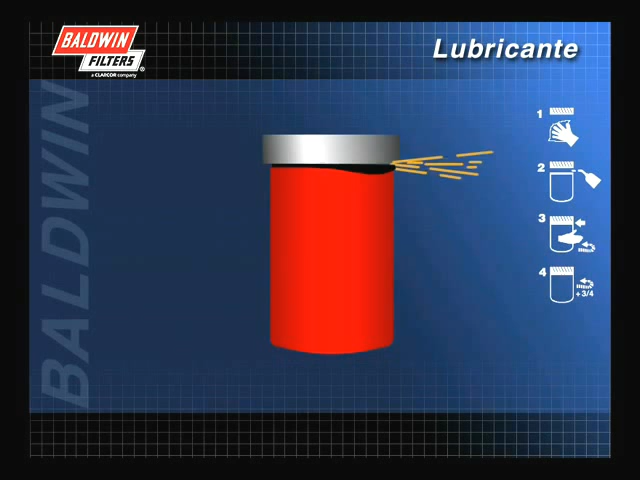 BALDWIN
FILTERS
®
a CLARCOR company
Lubricante
BALDWIN
1
2
3
4
+3/4